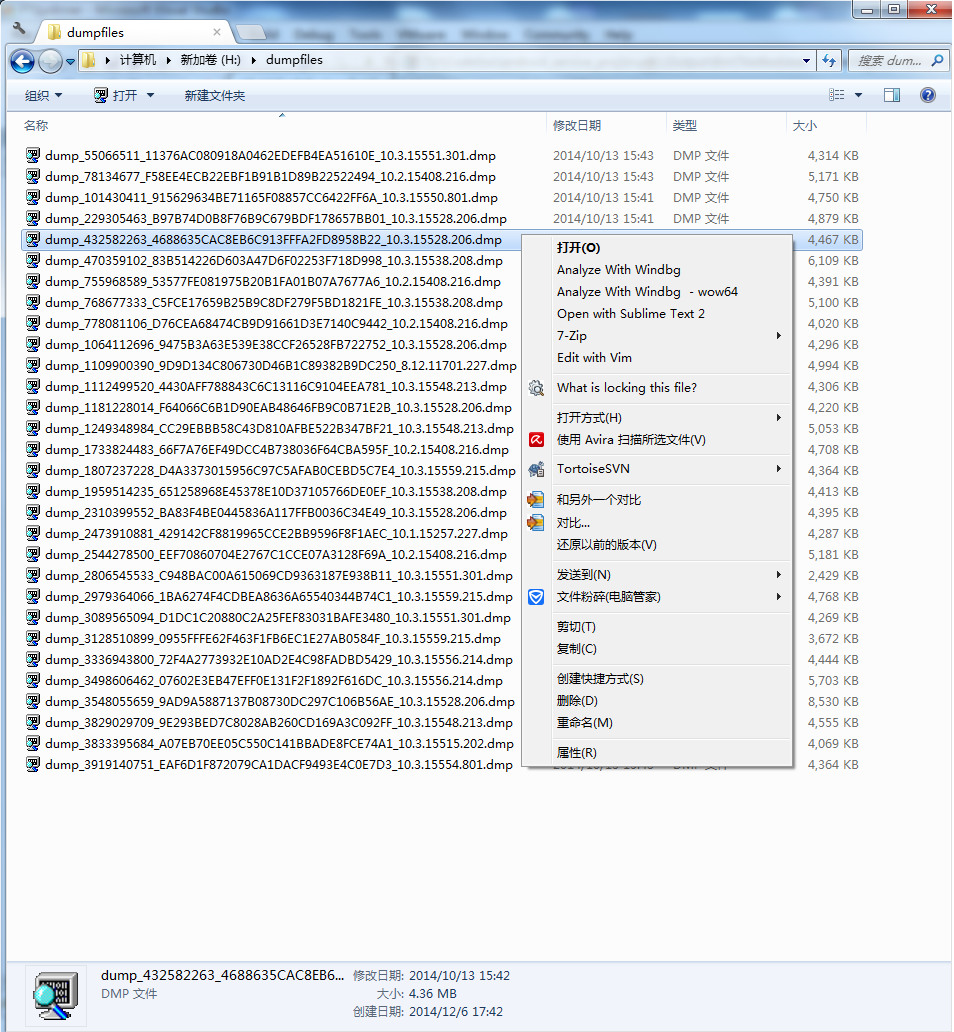 dumpfiles
计算机 新加卷 (H:) dumpfiles 搜索 dum...
组织 打开 新建文件夹
名称 修改日期 类型 大小
dump_55066511_11376AC080918A0462EDEFB4EA51610E_10.3.15551.301.dmp 2014/10/13 15:43 DMP 文件 4,314 KB
dump_78134677_F58EE4ECB22EBF1B91B1D89B22522494_10.2.15408.216.dmp 2014/10/13 15:43 DMP 文件 5,171 KB
dump_101430411_915629634BE71165F08857CC6422FF6A_10.3.15550.801.dmp 2014/10/13 15:41 DMP 文件 4,750 KB
dump_229305463_B97B74D0B8F76B9C679BDF178657BB01_10.3.15528.206.dmp 2014/10/13 15:41 DMP 文件 4,879 KB
dump_432582263_4688635CAC8EB6C913FFFA2FD8958B22_10.3.15528.206.dmp 4,467 KB
dump_470359102_83B514226D603A47D6F02253F718D998_10.3.15538.208.dmp 6,109 KB
dump_755968589_53577FE081975B20B1FA01B07A7677A6_10.2.15408.216.dmp 4,391 KB
dump_768677333_C5FCE17659B25B9C8DF279F5BD1821FE_10.3.15538.208.dmp 5,100 KB
dump_778081106_D76CEA68474CB9D91661D3E7140C9442_10.2.15408.216.dmp 4,020 KB
dump_1064112696_9475B3A63E539E38CCF26528FB722752_10.3.15528.206.dmp 4,296 KB
dump_1109900390_9D9D134C806730D46B1C89382B9DC250_8.12.11701.227.dmp 4,994 KB
dump_1112499520_4430AFF788843C6C13116C9104EEA781_10.3.15548.213.dmp 4,306 KB
dump_1181228014_F64066C6B1D90EAB48646FB9C0B71E2B_10.3.15528.206.dmp 4,220 KB
dump_1249348984_CC29EBBB58C43D810AFBE522B347BF21_10.3.15548.213.dmp 5,053 KB
dump_1733824483_66F7A76EF49DCC4B738036F64CBA595F_10.2.15408.216.dmp 4,708 KB
dump_1807237228_D4A3373015956C97C5AFAB0CEBD5C7E4_10.3.15559.215.dmp 4,364 KB
dump_1959514235_651258968E45378E10D37105766DE0EF_10.3.15538.208.dmp 4,413 KB
dump_2310399552_BA83F4BE0445836A117FFB0036C34E49_10.3.15528.206.dmp 4,395 KB
dump_2473910881_429142CF8819965CCE2BB9596F8F1AEC_10.1.15257.227.dmp 4,287 KB
dump_2544278500_EEF70860704E2767C1CCE07A3128F69A_10.2.15408.216.dmp 5,181 KB
dump_2806545533_C948BAC00A615069CD9363187E938B11_10.3.15551.301.dmp 2,429 KB
dump_2979364066_1BA6274F4CDBEA8636A65540344B74C1_10.3.15559.215.dmp 4,768 KB
dump_3089565094_D1DC1C20880C2A25FEF83031BAFE3480_10.3.15551.301.dmp 4,269 KB
dump_3128510899_0955FFFE62F463F1FB6EC1E27AB0584F_10.3.15559.215.dmp 3,672 KB
dump_3336943800_72F4A2773932E10AD2E4C98FADBD5429_10.3.15556.214.dmp 4,444 KB
dump_3498606462_07602E3EB47EFF0E131F2F1892F616DC_10.3.15556.214.dmp 5,703 KB
dump_3548055659_9AD9A5887137B08730DC297C106B56AE_10.3.15528.206.dmp 8,530 KB
dump_3829029709_9E293BED7C8028AB260CD169A3C092FF_10.3.15548.213.dmp 4,555 KB
dump_3833395684_A07EB70EE05C550C141BBADE8FCE74A1_10.3.15515.202.dmp 4,069 KB
dump_3919140751_EAF6D1F872079CA1DACF9493E4C0E7D3_10.3.15554.801.dmp 4,364 KB
打开(O)
Analyze With Windbg
Analyze With Windbg - wow64
Open with Sublime Text 2
7-Zip
Edit with Vim
What is locking this file?
打开方式(H)
使用 Avira 扫描所选文件(V)
TortoiseSVN
和另外一个对比
对比...
还原以前的版本(V)
发送到(N)
文件粉碎(电脑管家)
剪切(T)
复制(C)
创建快捷方式(S)
删除(D)
重命名(M)
属性(R)
dump_432582263_4688635CAC8EB6... 修改日期: 2014/10/13 15:42
DMP 文件 大小: 4.36 MB
创建日期: 2014/12/6 17:42